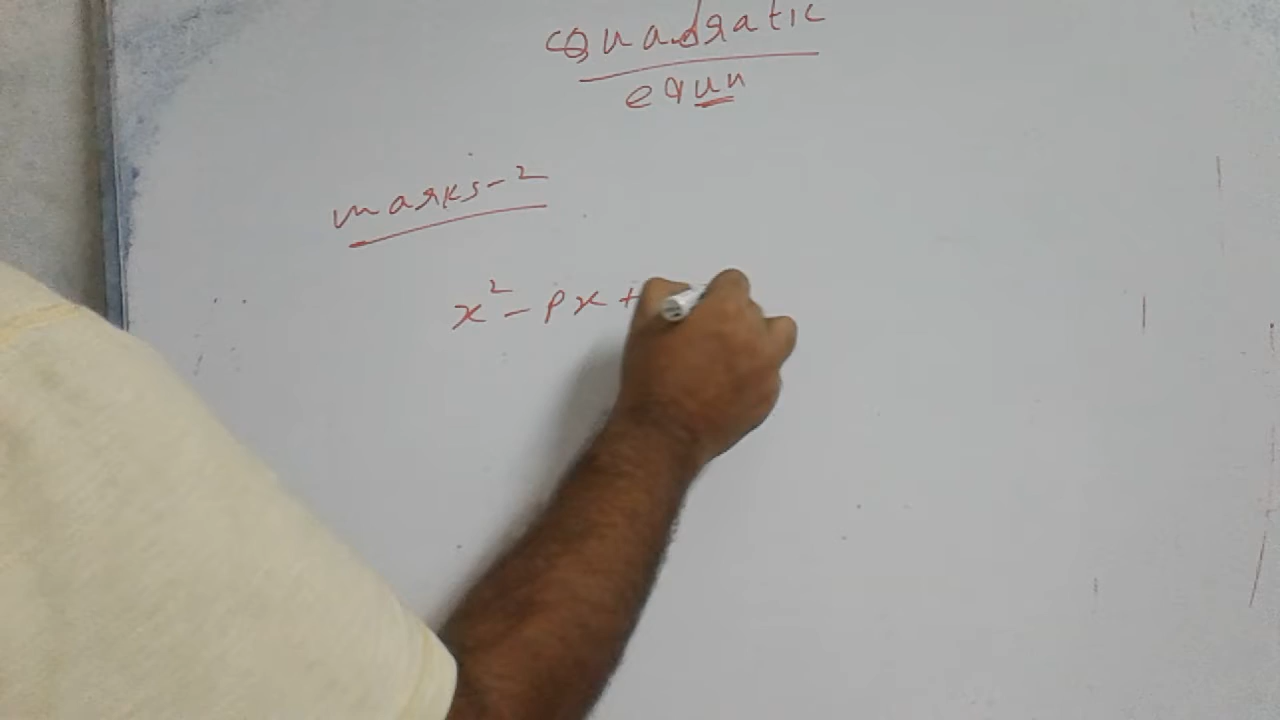 Quadratic
equn
marks-2
x² - px +